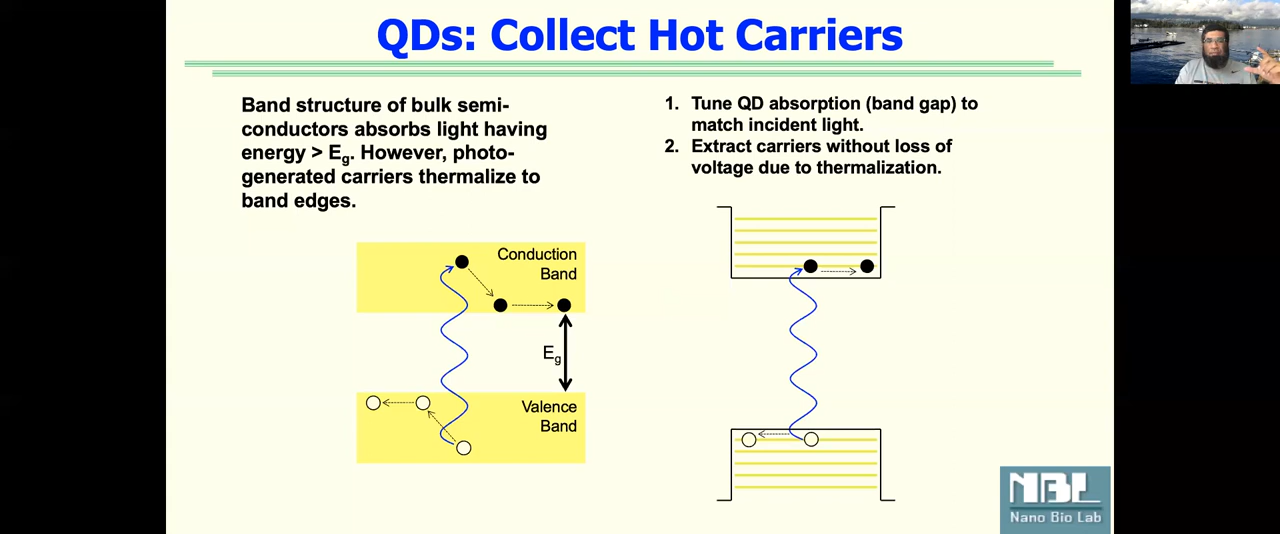 QDs: Collect Hot Carriers
Band structure of bulk semi-
conductors absorbs light having
energy > Eg. However, photo-
generated carriers thermalize to
band edges.
1. Tune QD absorption (band gap) to
match incident light.
2. Extract carriers without loss of
voltage due to thermalization.
Conduction
Band
Eg
Valence
Band
NBL
Nano Bio Lab